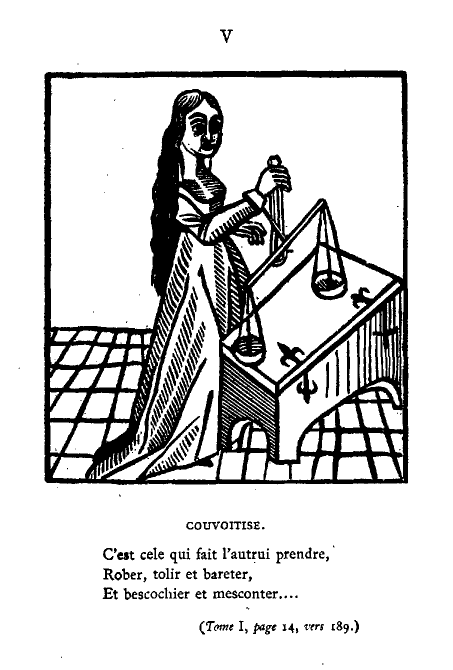 V
COUVOITISE.
C'est cele qui fait l'autrui prendre,
Rober, tolir et bareter,
Et bescochier et mesconter....
(Tome I, page 14, vers 189.)